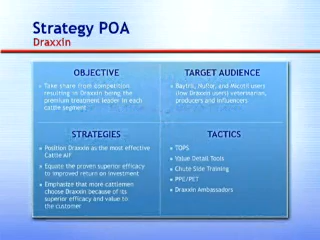 Strategy POA
Draxxin
OBJECTIVE
Take share from competition
resulting in Draxxin being the
premium treatment leader in each
cattle segment
TARGET AUDIENCE
Baytril, Nuflor, and Micotil users
(low Draxxin users) veterinarian,
producers and influencers
STRATEGIES
Position Draxxin as the most effective
Cattle AIF
Equate the proven superior efficacy
to improved return on investment
Emphasize that more cattlemen
choose Draxxin because of its
superior efficacy and value to
the customer
TACTICS
TOPS
Value Detail Tools
Chute Side Training
PPC/PET
Draxxin Ambassadors